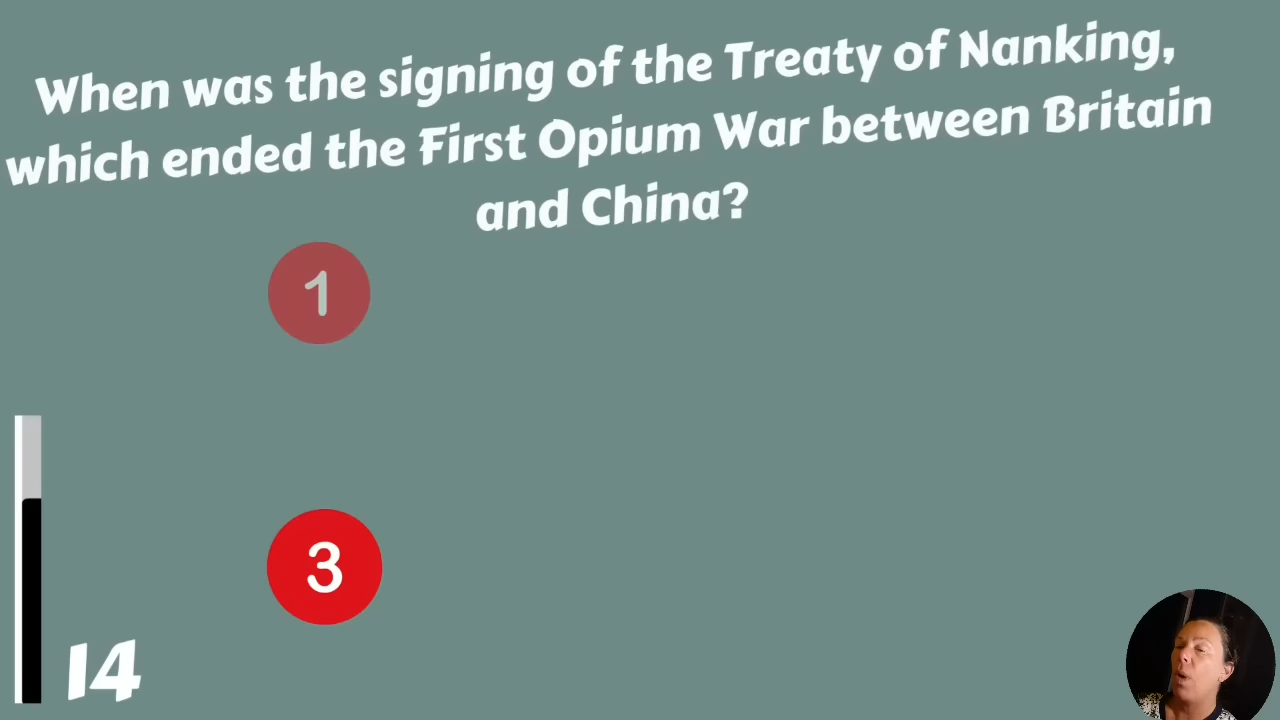 When was the signing of the Treaty of Nanking,
which ended the First Opium War between Britain
and China?
1
3
14